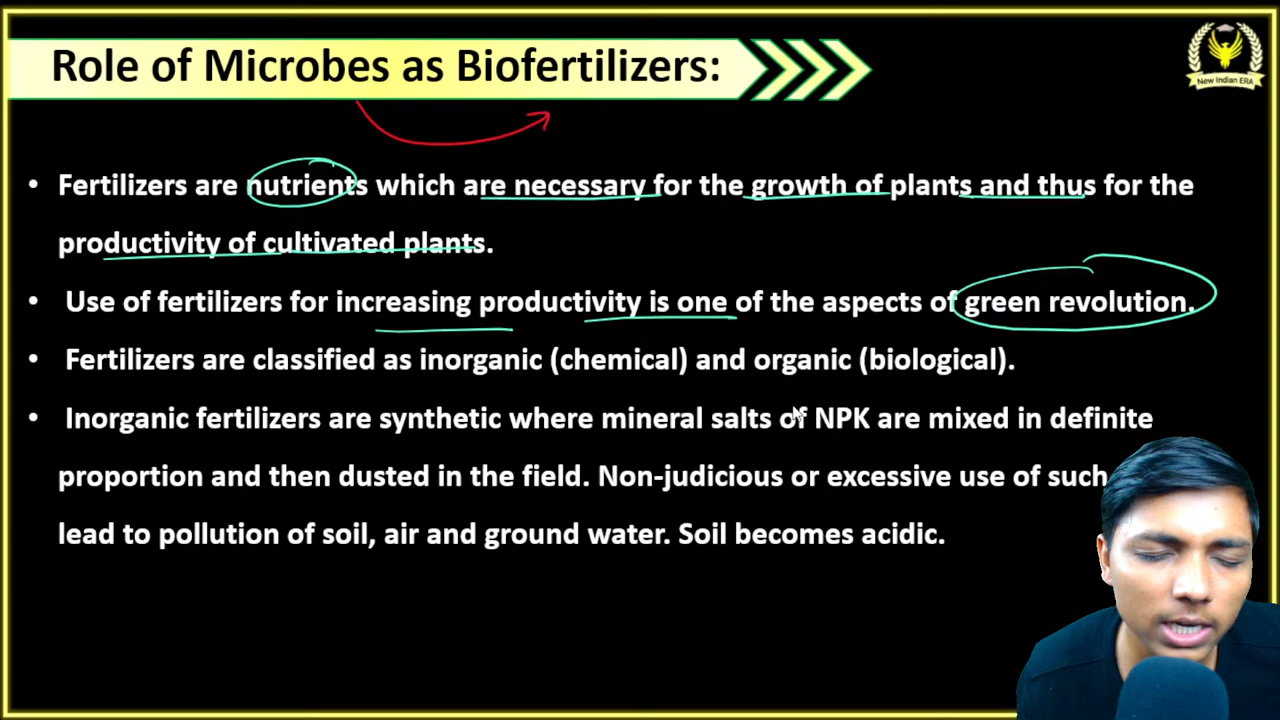 Role of Microbes as Biofertilizers:
New Indian ERA
• Fertilizers are nutrients which are necessary for the growth of plants and thus for the
productivity of cultivated plants.
• Use of fertilizers for increasing productivity is one of the aspects of green revolution.
• Fertilizers are classified as inorganic (chemical) and organic (biological).
• Inorganic fertilizers are synthetic where mineral salts of NPK are mixed in definite
proportion and then dusted in the field. Non-judicious or excessive use of such
lead to pollution of soil, air and ground water. Soil becomes acidic.